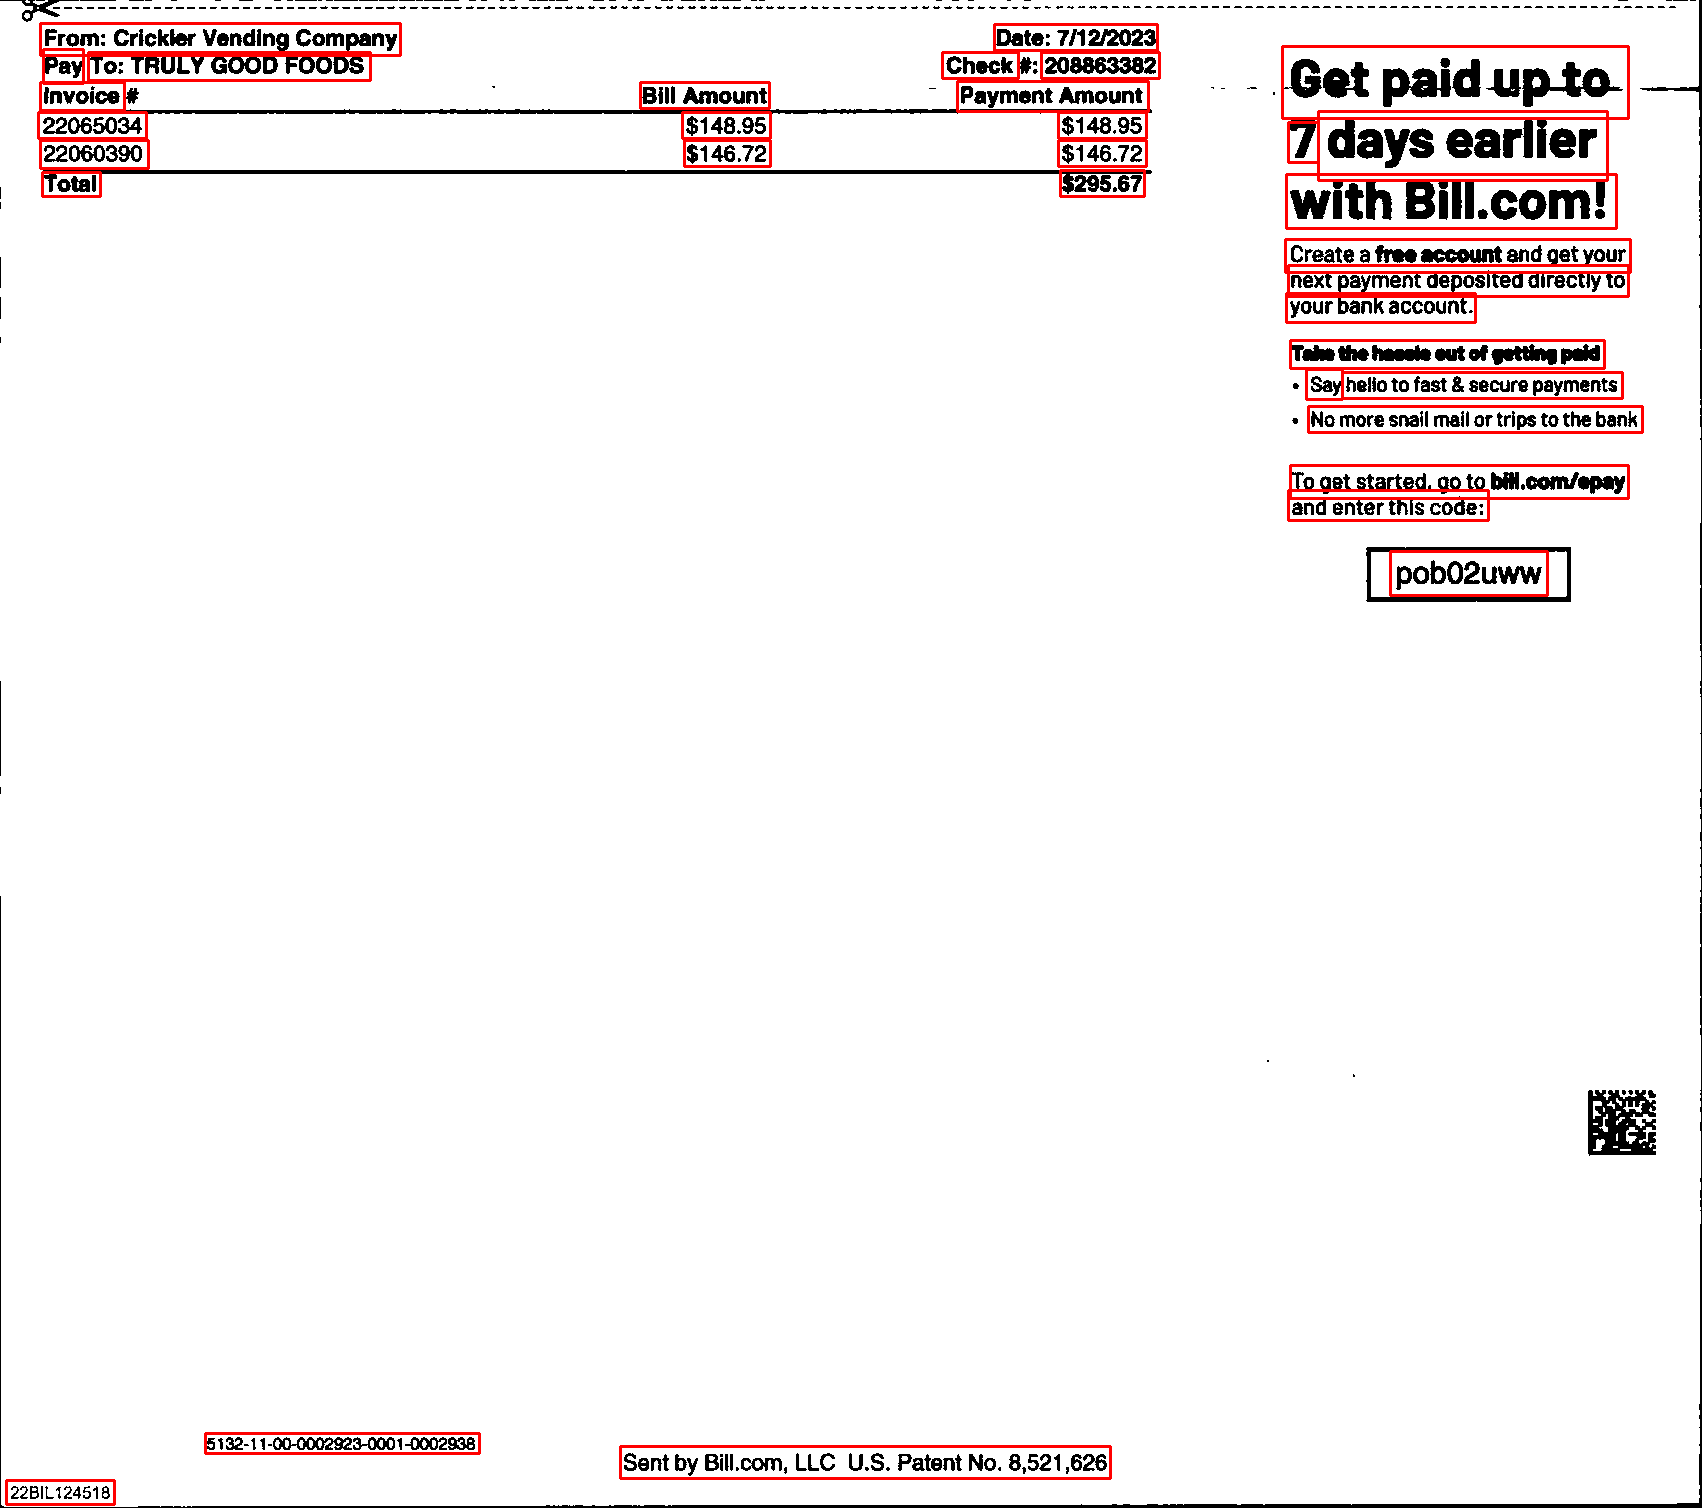 From: Crickler Vending Company Date: 7/12/2023
Pay To: TRULY GOOD FOODS Check #: 208863382
Invoice # Bill Amount Payment Amount
22065034 $148.95 $148.95
22060390 $146.72 $146.72
Total $295.67
Get paid up to
7 days earlier
with Bill.com!
Create a free account and get your
next payment deposited directly to
your bank account.
Take the hassle out of getting paid
• Say hello to fast & secure payments
• No more snail mail or trips to the bank
To get started, go to bill.com/epay
and enter this code:
pob02uww
5132-11-00-0002923-0001-0002938
Sent by Bill.com, LLC U.S. Patent No. 8,521,626
22BIL124518